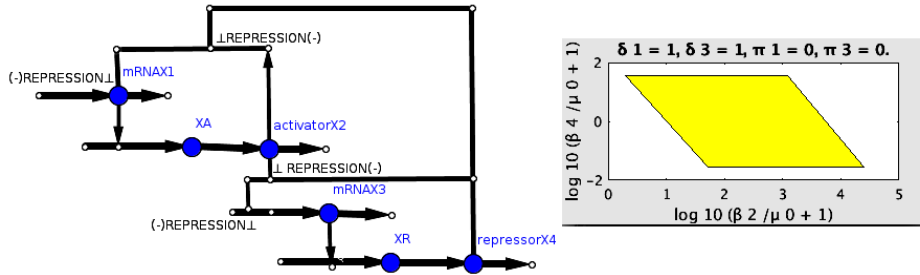 ⊥REPRESSION(-)
(-)REPRESSION⊥
mRNAX1
XA
activatorX2
⊥ REPRESSION(-)
mRNAX3
(-)REPRESSION⊥
XR
repressorX4
δ 1 = 1, δ 3 = 1, π 1 = 0, π 3 = 0.
log 10 (β 4 /μ 0 + 1)
2
0
−2
0 1 2 3 4 5
log 10 (β 2 /μ 0 + 1)